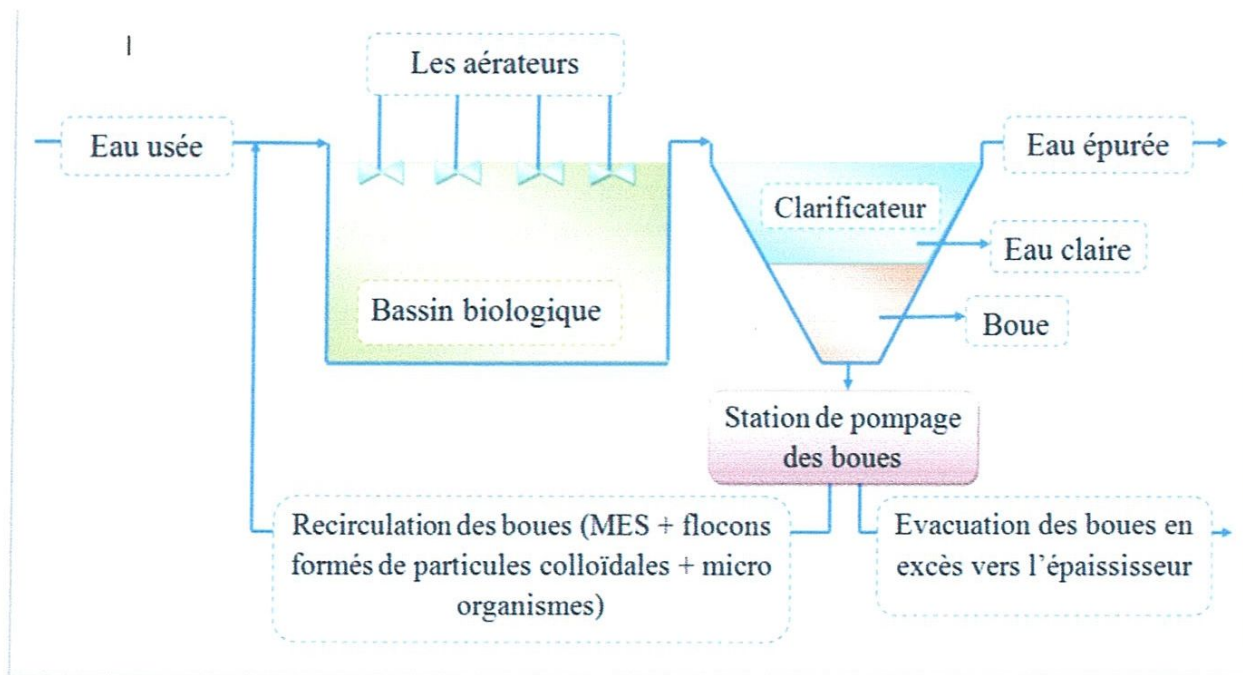 Les aérateurs
Eau usée
Eau épurée
Clarificateur
Eau claire
Bassin biologique
Boue
Station de pompage
des boues
Recirculation des boues (MES + flocons
formés de particules colloïdales + micro
organismes)
Evacuation des boues en
excès vers l'épaississeur